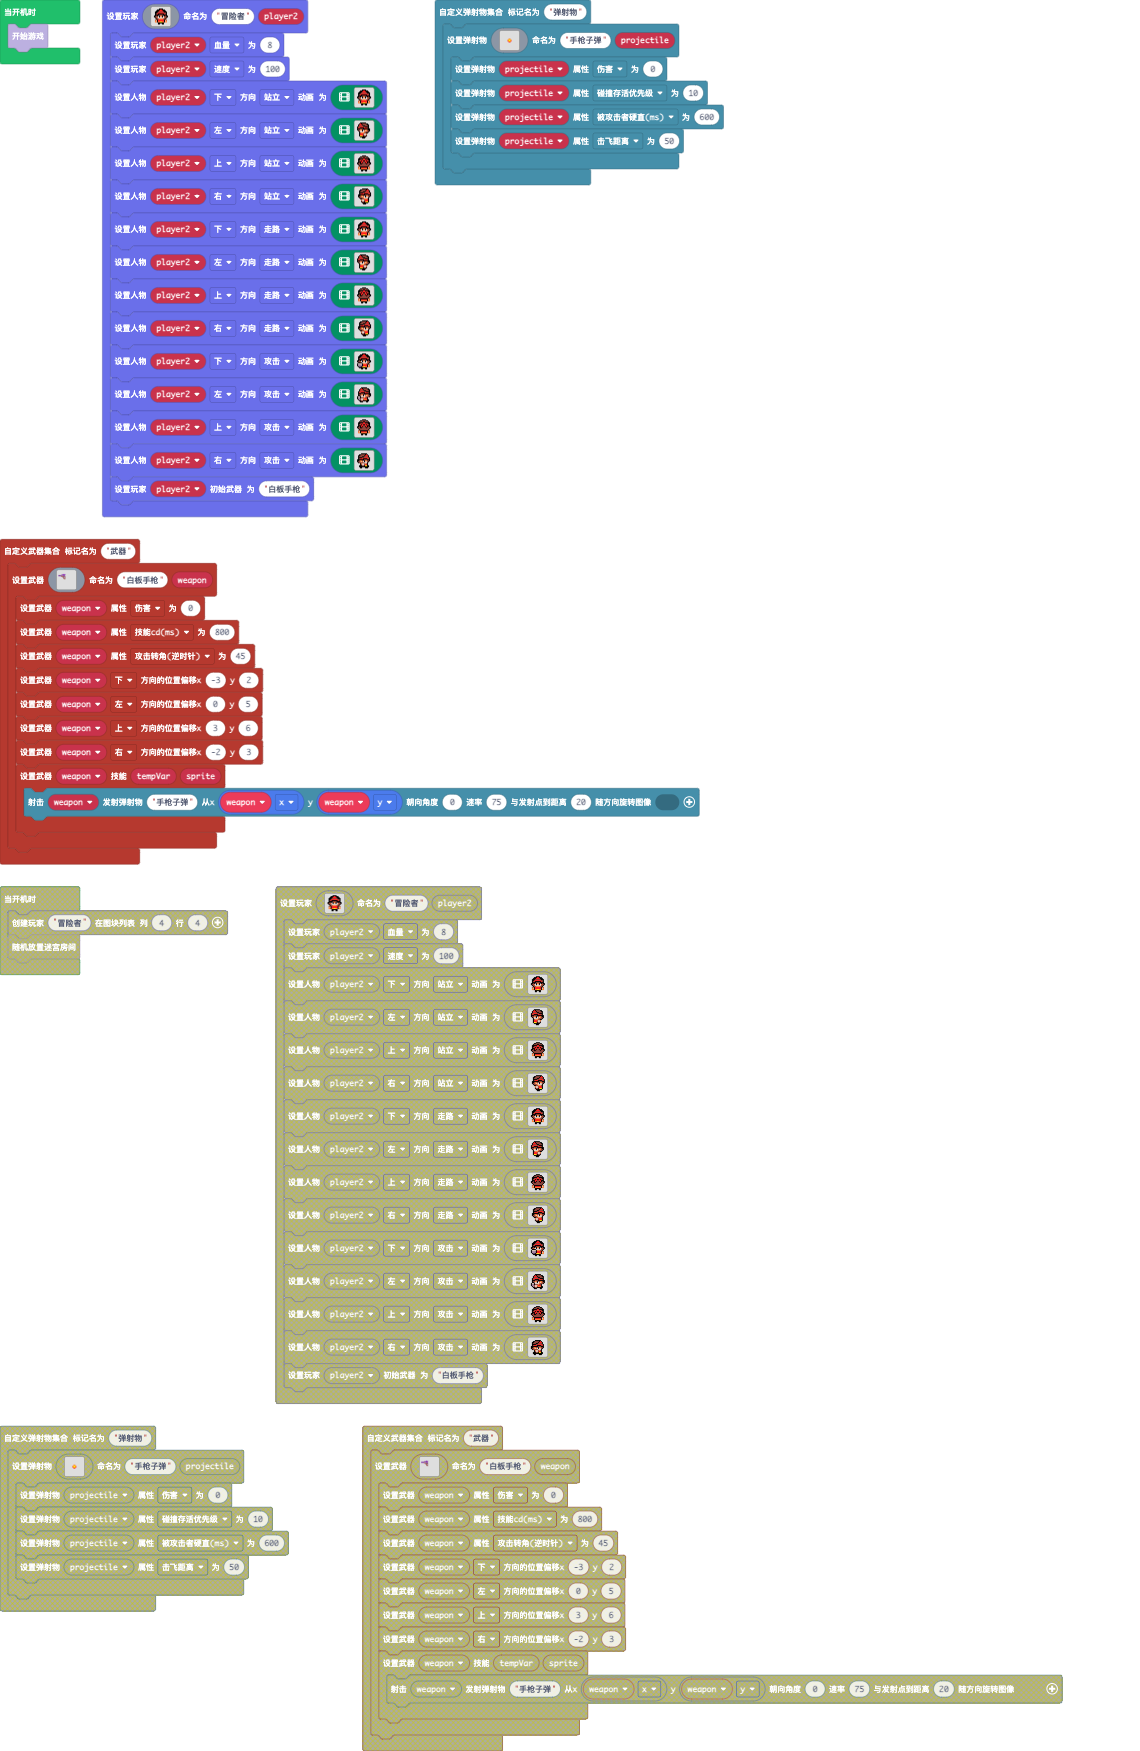 当开机时
开始游戏
设置玩家 命名为 "冒险者" player2
设置玩家 player2 血量 为 8
设置玩家 player2 速度 为 100
设置人物 player2 下 方向 站立 动画 为
设置人物 player2 左 方向 站立 动画 为
设置人物 player2 上 方向 站立 动画 为
设置人物 player2 右 方向 站立 动画 为
设置人物 player2 下 方向 走路 动画 为
设置人物 player2 左 方向 走路 动画 为
设置人物 player2 上 方向 走路 动画 为
设置人物 player2 右 方向 走路 动画 为
设置人物 player2 下 方向 攻击 动画 为
设置人物 player2 左 方向 攻击 动画 为
设置人物 player2 上 方向 攻击 动画 为
设置人物 player2 右 方向 攻击 动画 为
设置玩家 player2 初始武器 为 "白板手枪"
自定义弹射物集合 标记名为 "弹射物"
设置弹射物 命名为 "手枪子弹" projectile
设置弹射物 projectile 属性 伤害 为 0
设置弹射物 projectile 属性 碰撞存活优先级 为 10
设置弹射物 projectile 属性 被攻击者硬直(ms) 为 600
设置弹射物 projectile 属性 击飞距离 为 50
自定义武器集合 标记名为 "武器"
设置武器 命名为 "白板手枪" weapon
设置武器 weapon 属性 伤害 为 0
设置武器 weapon 属性 技能cd(ms) 为 800
设置武器 weapon 属性 攻击转角(逆时针) 为 45
设置武器 weapon 下 方向的位置偏移x -3 y 2
设置武器 weapon 左 方向的位置偏移x 0 y 5
设置武器 weapon 上 方向的位置偏移x 3 y 6
设置武器 weapon 右 方向的位置偏移x -2 y 3
设置武器 weapon 技能 tempVar sprite
射击 weapon 发射弹射物 "手枪子弹" 从x weapon x y weapon y 朝向角度 0 速率 75 与发射点到距离 20 随方向旋转图像
当开机时
创建玩家 "冒险者" 在图块列表 列 4 行 4
随机放置迷宫房间
设置玩家 命名为 "冒险者" player2
设置玩家 player2 血量 为 8
设置玩家 player2 速度 为 100
设置人物 player2 下 方向 站立 动画 为
设置人物 player2 左 方向 站立 动画 为
设置人物 player2 上 方向 站立 动画 为
设置人物 player2 右 方向 站立 动画 为
设置人物 player2 下 方向 走路 动画 为
设置人物 player2 左 方向 走路 动画 为
设置人物 player2 上 方向 走路 动画 为
设置人物 player2 右 方向 走路 动画 为
设置人物 player2 下 方向 攻击 动画 为
设置人物 player2 左 方向 攻击 动画 为
设置人物 player2 上 方向 攻击 动画 为
设置人物 player2 右 方向 攻击 动画 为
设置玩家 player2 初始武器 为 "白板手枪"
自定义弹射物集合 标记名为 "弹射物"
设置弹射物 命名为 "手枪子弹" projectile
设置弹射物 projectile 属性 伤害 为 0
设置弹射物 projectile 属性 碰撞存活优先级 为 10
设置弹射物 projectile 属性 被攻击者硬直(ms) 为 600
设置弹射物 projectile 属性 击飞距离 为 50
自定义武器集合 标记名为 "武器"
设置武器 命名为 "白板手枪" weapon
设置武器 weapon 属性 伤害 为 0
设置武器 weapon 属性 技能cd(ms) 为 800
设置武器 weapon 属性 攻击转角(逆时针) 为 45
设置武器 weapon 下 方向的位置偏移x -3 y 2
设置武器 weapon 左 方向的位置偏移x 0 y 5
设置武器 weapon 上 方向的位置偏移x 3 y 6
设置武器 weapon 右 方向的位置偏移x -2 y 3
设置武器 weapon 技能 tempVar sprite
射击 weapon 发射弹射物 "手枪子弹" 从x weapon x y weapon y 朝向角度 0 速率 75 与发射点到距离 20 随方向旋转图像